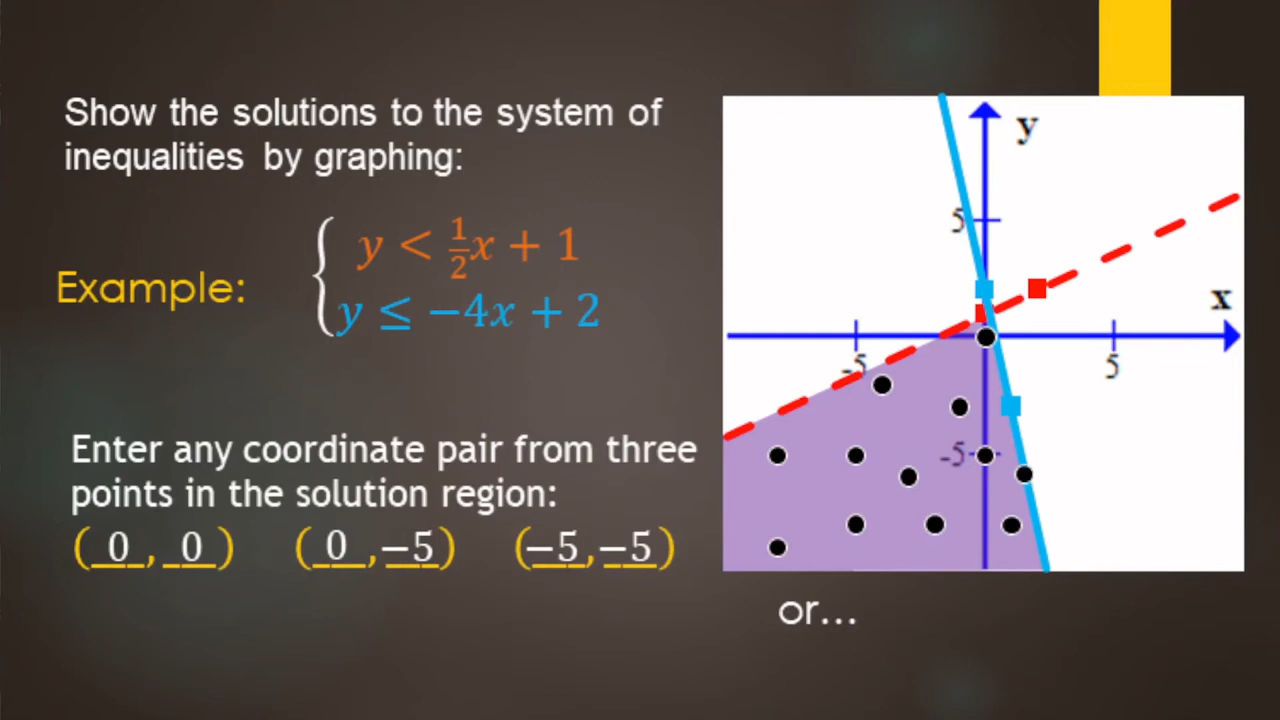 Show the solutions to the system of
inequalities by graphing:
Example:
y < ½x + 1
y ≤ −4x + 2
Enter any coordinate pair from three
points in the solution region:
(0, 0) (0, −5) (−5, −5)
y
5
x
-5 5
-5
or...